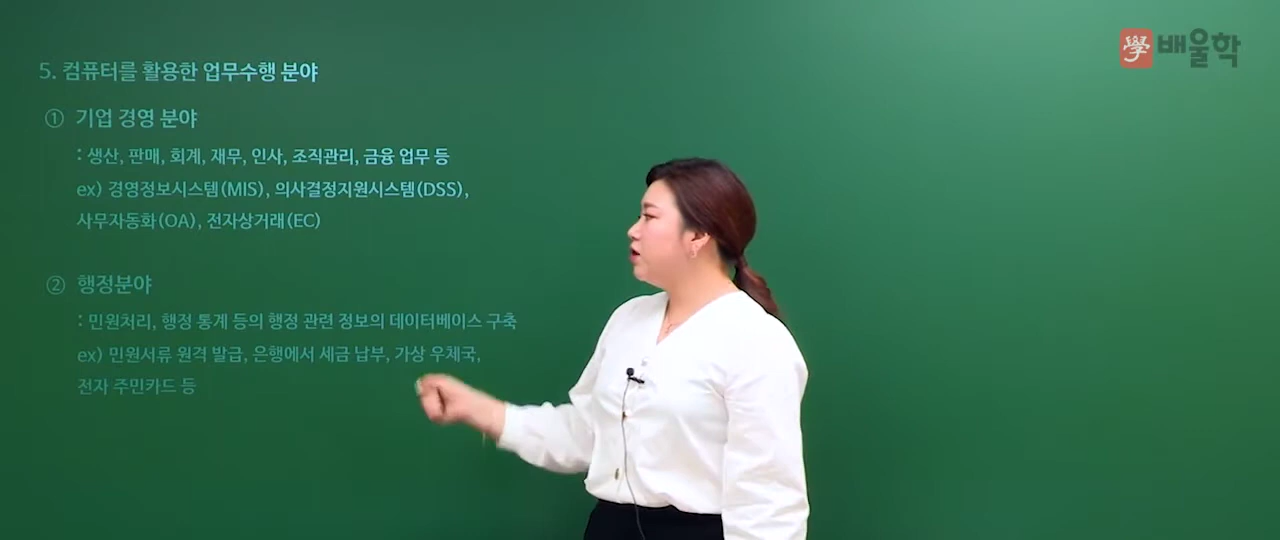 學 배울학
5. 컴퓨터를 활용한 업무수행 분야
① 기업 경영 분야
: 생산, 판매, 회계, 재무, 인사, 조직관리, 금융 업무 등
ex) 경영정보시스템(MIS), 의사결정지원시스템(DSS),
사무자동화(OA), 전자상거래(EC)
② 행정분야
: 민원처리, 행정 통계 등의 행정 관련 정보의 데이터베이스 구축
ex) 민원서류 원격 발급, 은행에서 세금 납부, 가상 우체국,
전자 주민카드 등